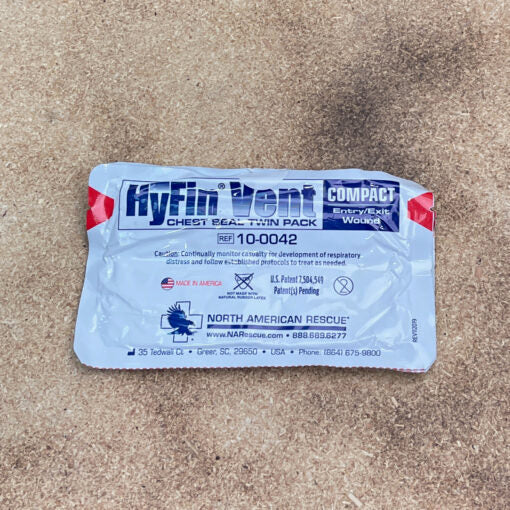 HyFin® Vent
CHEST SEAL TWIN PACK
COMPACT
Entry/Exit
Wound
REF 10-0042
Caution: Continually monitor casualty for development of respiratory
distress and follow established protocols to treat as needed.
MADE IN AMERICA
NOT MADE WITH
NATURAL RUBBER LATEX
U.S. Patent 7,504,549
Patent(s) Pending
NORTH AMERICAN RESCUE®
www.NARescue.com • 888.689.6277
35 Tedwall Ct. • Greer, SC, 29650 • USA • Phone: (864) 675-9800